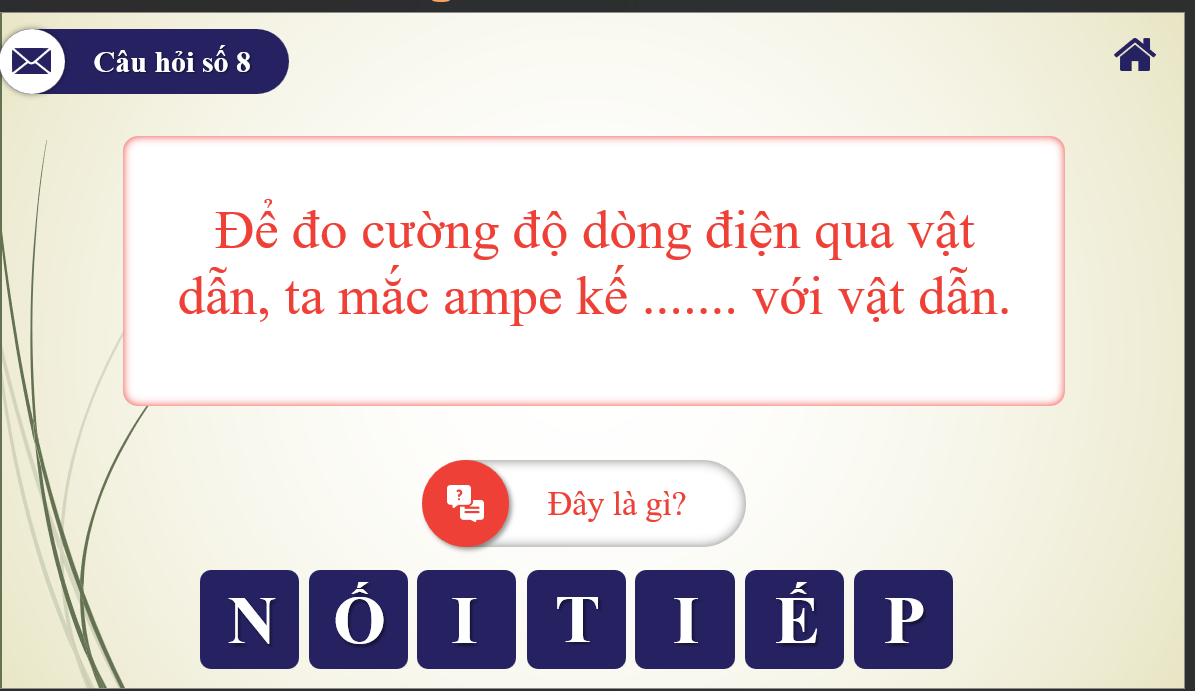 Câu hỏi số 8
Để đo cường độ dòng điện qua vật
dẫn, ta mắc ampe kế ....... với vật dẫn.
?
Đây là gì?
N Ố I T I Ế P